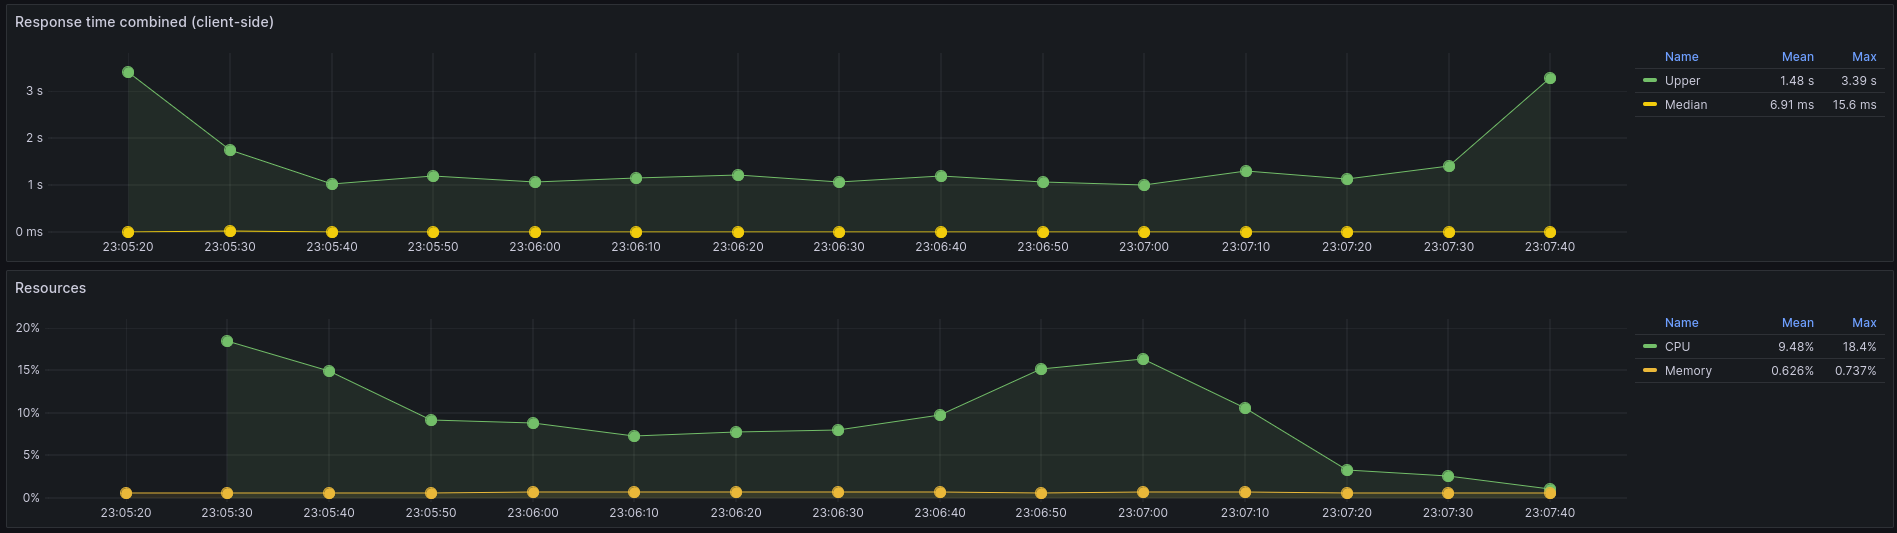 Response time combined (client-side)
Name Mean Max
Upper 1.48 s 3.39 s
Median 6.91 ms 15.6 ms
3 s
2 s
1 s
0 ms
23:05:20 23:05:30 23:05:40 23:05:50 23:06:00 23:06:10 23:06:20 23:06:30 23:06:40 23:06:50 23:07:00 23:07:10 23:07:20 23:07:30 23:07:40
Resources
Name Mean Max
CPU 9.48% 18.4%
Memory 0.626% 0.737%
20%
15%
10%
5%
0%
23:05:20 23:05:30 23:05:40 23:05:50 23:06:00 23:06:10 23:06:20 23:06:30 23:06:40 23:06:50 23:07:00 23:07:10 23:07:20 23:07:30 23:07:40